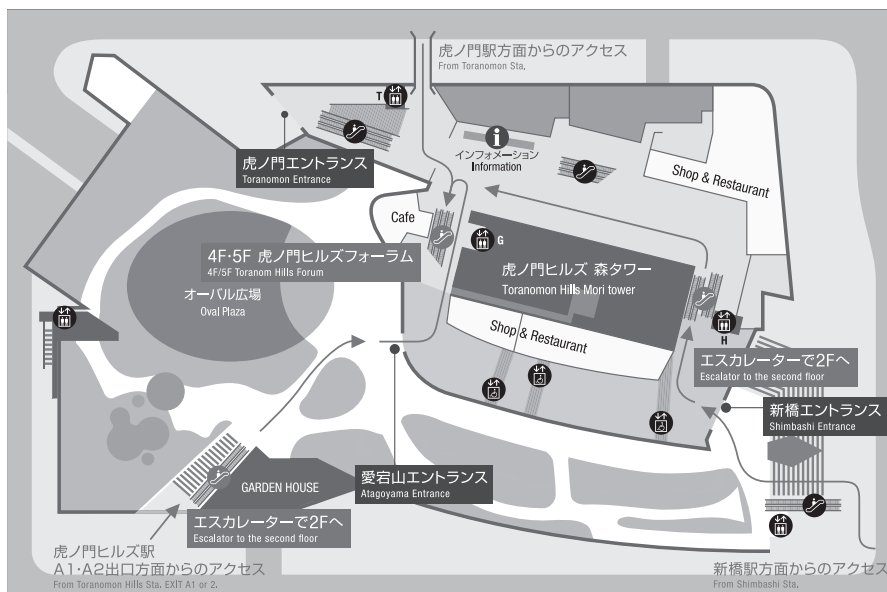 虎ノ門駅方面からのアクセス
From Toranomon Sta.
T
インフォメーション
Information
虎ノ門エントランス
Toranomon Entrance
Shop & Restaurant
Cafe
G
4F・5F 虎ノ門ヒルズフォーラム
4F/5F Toranom Hills Forum
オーバル広場
Oval Plaza
虎ノ門ヒルズ 森タワー
Toranomon Hills Mori tower
Shop & Restaurant
H
エスカレーターで2Fへ
Escalator to the second floor
新橋エントランス
Shimbashi Entrance
愛宕山エントランス
Atagoyama Entrance
GARDEN HOUSE
エスカレーターで2Fへ
Escalator to the second floor
虎ノ門ヒルズ駅
A1・A2出口方面からのアクセス
From Toranomon Hills Sta. EXIT A1 or 2.
新橋駅方面からのアクセス
From Shimbashi Sta.